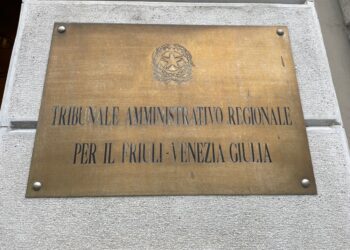 TRIBUNALE AMMINISTRATIVO REGIONALE
PER IL FRIULI - VENEZIA GIULIA